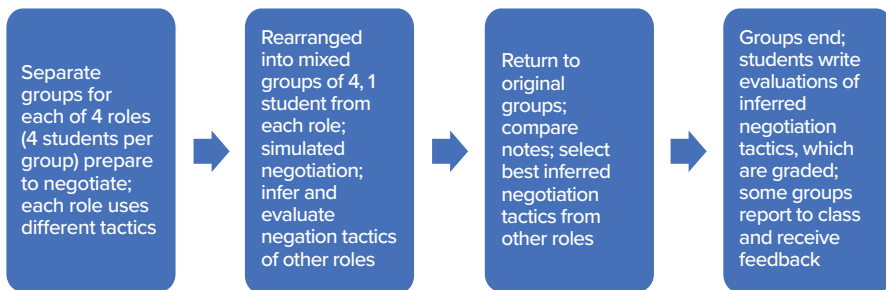 Separate
groups for
each of 4 roles
(4 students per
group) prepare
to negotiate;
each role uses
different tactics
Rearranged
into mixed
groups of 4, 1
student from
each role;
simulated
negotiation;
infer and
evaluate
negation tactics
of other roles
Return to
original
groups;
compare
notes; select
best inferred
negotiation
tactics from
other roles
Groups end;
students write
evaluations of
inferred
negotiation
tactics, which
are graded;
some groups
report to class
and receive
feedback